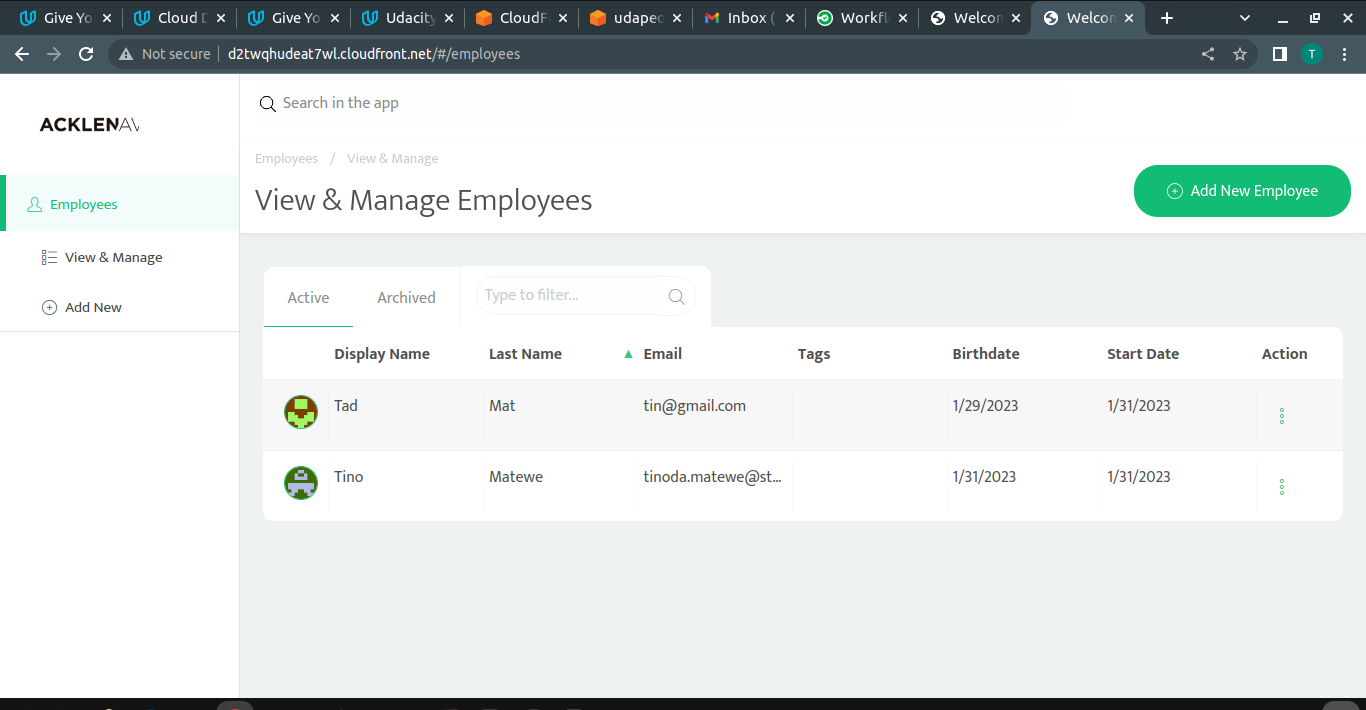 Give Yo
Cloud D
Give Yo
Udacity
CloudF
udaped
Inbox (
Workfl
Welcom
Welcom
Not secure d2twqhudeat7wl.cloudfront.net/#/employees
T
ACKLENAV
Search in the app
Employees / View & Manage
View & Manage Employees
Add New Employee
Employees
View & Manage
Add New
Active Archived Type to filter...
Display Name Last Name ▲ Email Tags Birthdate Start Date Action
Tad Mat tin@gmail.com 1/29/2023 1/31/2023
Tino Matewe tinoda.matewe@st... 1/31/2023 1/31/2023